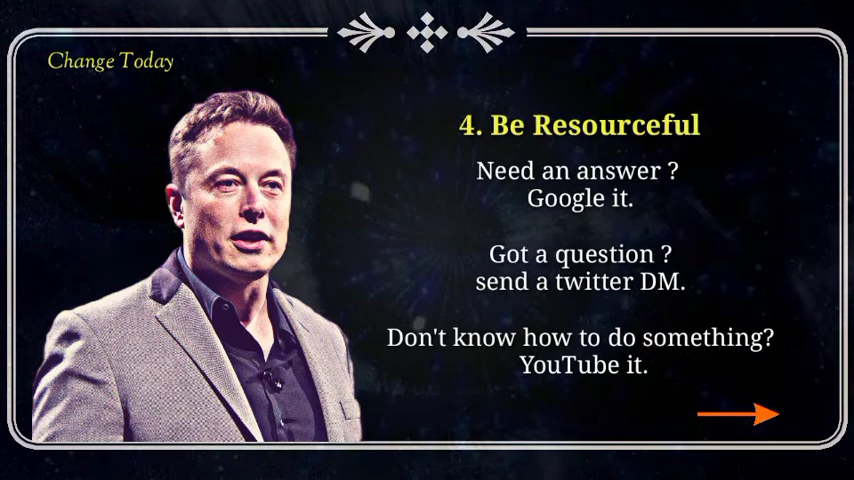 Change Today
4. Be Resourceful
Need an answer ?
Google it.
Got a question ?
send a twitter DM.
Don't know how to do something?
YouTube it.